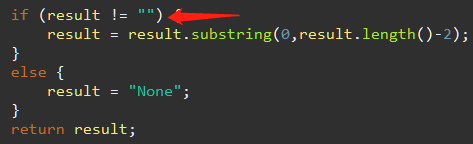 if (result != "") {
result = result.substring(0,result.length()-2);
}
else {
result = "None";
}
return result;